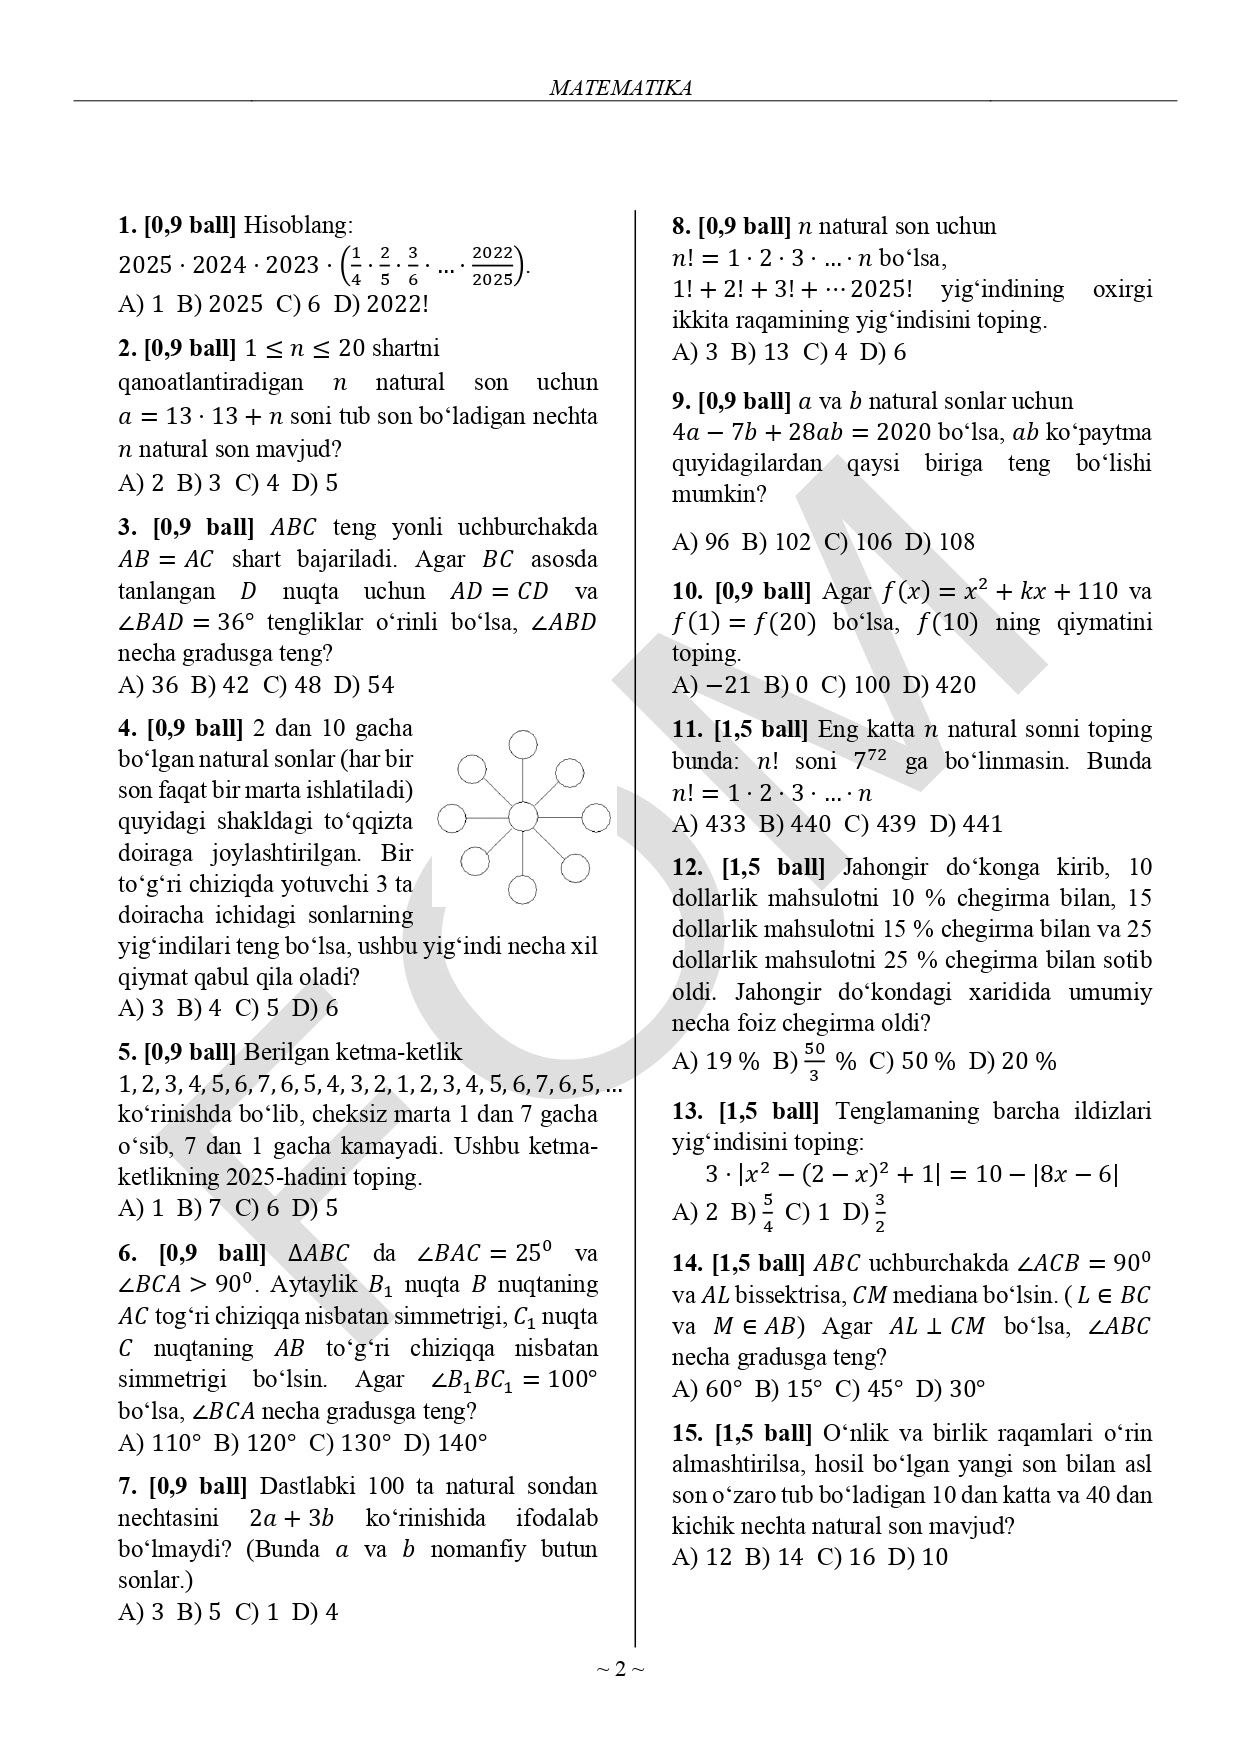 MATEMATIKA
1. [0,9 ball] Hisoblang:
2025 · 2024 · 2023 · (1/4 · 2/5 · 3/6 · … · 2022/2025).
A) 1 B) 2025 C) 6 D) 2022!
2. [0,9 ball] 1 ≤ n ≤ 20 shartni
qanoatlantiradigan n natural son uchun
a = 13 · 13 + n soni tub son bo‘ladigan nechta
n natural son mavjud?
A) 2 B) 3 C) 4 D) 5
3. [0,9 ball] ABC teng yonli uchburchakda
AB = AC shart bajariladi. Agar BC asosda
tanlangan D nuqta uchun AD = CD va
∠BAD = 36° tengliklar o‘rinli bo‘lsa, ∠ABD
necha gradusga teng?
A) 36 B) 42 C) 48 D) 54
4. [0,9 ball] 2 dan 10 gacha
bo‘lgan natural sonlar (har bir
son faqat bir marta ishlatiladi)
quyidagi shakldagi to‘qqizta
doiraga joylashtirilgan. Bir
to‘g‘ri chiziqda yotuvchi 3 ta
doiracha ichidagi sonlarning
yig‘indilari teng bo‘lsa, ushbu yig‘indi necha xil
qiymat qabul qila oladi?
A) 3 B) 4 C) 5 D) 6
5. [0,9 ball] Berilgan ketma-ketlik
1, 2, 3, 4, 5, 6, 7, 6, 5, 4, 3, 2, 1, 2, 3, 4, 5, 6, 7, 6, 5, …
ko‘rinishda bo‘lib, cheksiz marta 1 dan 7 gacha
o‘sib, 7 dan 1 gacha kamayadi. Ushbu ketma-
ketlikning 2025-hadini toping.
A) 1 B) 7 C) 6 D) 5
6. [0,9 ball] ΔABC da ∠BAC = 25⁰ va
∠BCA > 90⁰. Aytaylik B₁ nuqta B nuqtaning
AC tog‘ri chiziqqa nisbatan simmetrigi, C₁ nuqta
C nuqtaning AB to‘g‘ri chiziqqa nisbatan
simmetrigi bo‘lsin. Agar ∠B₁BC₁ = 100°
bo‘lsa, ∠BCA necha gradusga teng?
A) 110° B) 120° C) 130° D) 140°
7. [0,9 ball] Dastlabki 100 ta natural sondan
nechtasini 2a + 3b ko‘rinishida ifodalab
bo‘lmaydi? (Bunda a va b nomanfiy butun
sonlar.)
A) 3 B) 5 C) 1 D) 4
8. [0,9 ball] n natural son uchun
n! = 1 · 2 · 3 · … · n bo‘lsa,
1! + 2! + 3! + ⋯ 2025! yig‘indining oxirgi
ikkita raqamining yig‘indisini toping.
A) 3 B) 13 C) 4 D) 6
9. [0,9 ball] a va b natural sonlar uchun
4a − 7b + 28ab = 2020 bo‘lsa, ab ko‘paytma
quyidagilardan qaysi biriga teng bo‘lishi
mumkin?
A) 96 B) 102 C) 106 D) 108
10. [0,9 ball] Agar f(x) = x² + kx + 110 va
f(1) = f(20) bo‘lsa, f(10) ning qiymatini
toping.
A) −21 B) 0 C) 100 D) 420
11. [1,5 ball] Eng katta n natural sonni toping
bunda: n! soni 7⁷² ga bo‘linmasin. Bunda
n! = 1 · 2 · 3 · … · n
A) 433 B) 440 C) 439 D) 441
12. [1,5 ball] Jahongir do‘konga kirib, 10
dollarlik mahsulotni 10 % chegirma bilan, 15
dollarlik mahsulotni 15 % chegirma bilan va 25
dollarlik mahsulotni 25 % chegirma bilan sotib
oldi. Jahongir do‘kondagi xaridida umumiy
necha foiz chegirma oldi?
A) 19 % B) 50/3 % C) 50 % D) 20 %
13. [1,5 ball] Tenglamaning barcha ildizlari
yig‘indisini toping:
3 · |x² − (2 − x)² + 1| = 10 − |8x − 6|
A) 2 B) 5/4 C) 1 D) 3/2
14. [1,5 ball] ABC uchburchakda ∠ACB = 90⁰
va AL bissektrisa, CM mediana bo‘lsin. ( L ∈ BC
va M ∈ AB) Agar AL ⊥ CM bo‘lsa, ∠ABC
necha gradusga teng?
A) 60° B) 15° C) 45° D) 30°
15. [1,5 ball] O‘nlik va birlik raqamlari o‘rin
almashtirilsa, hosil bo‘lgan yangi son bilan asl
son o‘zaro tub bo‘ladigan 10 dan katta va 40 dan
kichik nechta natural son mavjud?
A) 12 B) 14 C) 16 D) 10
~ 2 ~
FOM